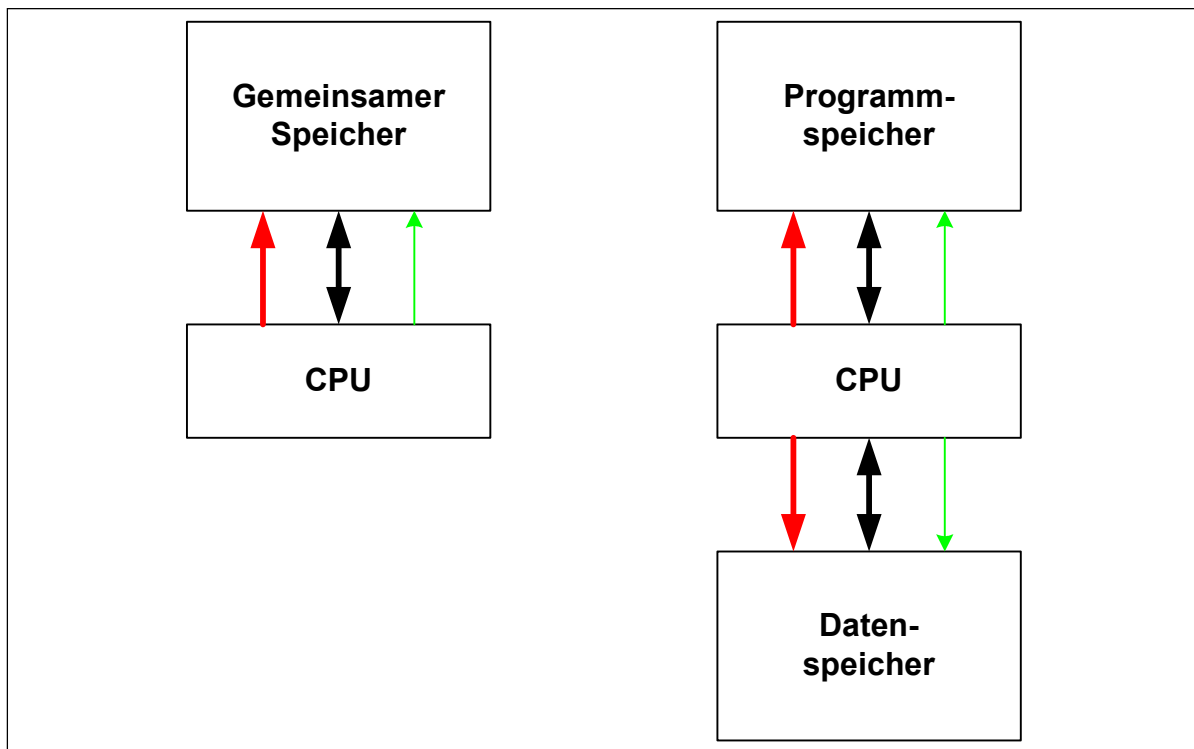 Gemeinsamer
Speicher
CPU
Programm-
speicher
CPU
Daten-
speicher